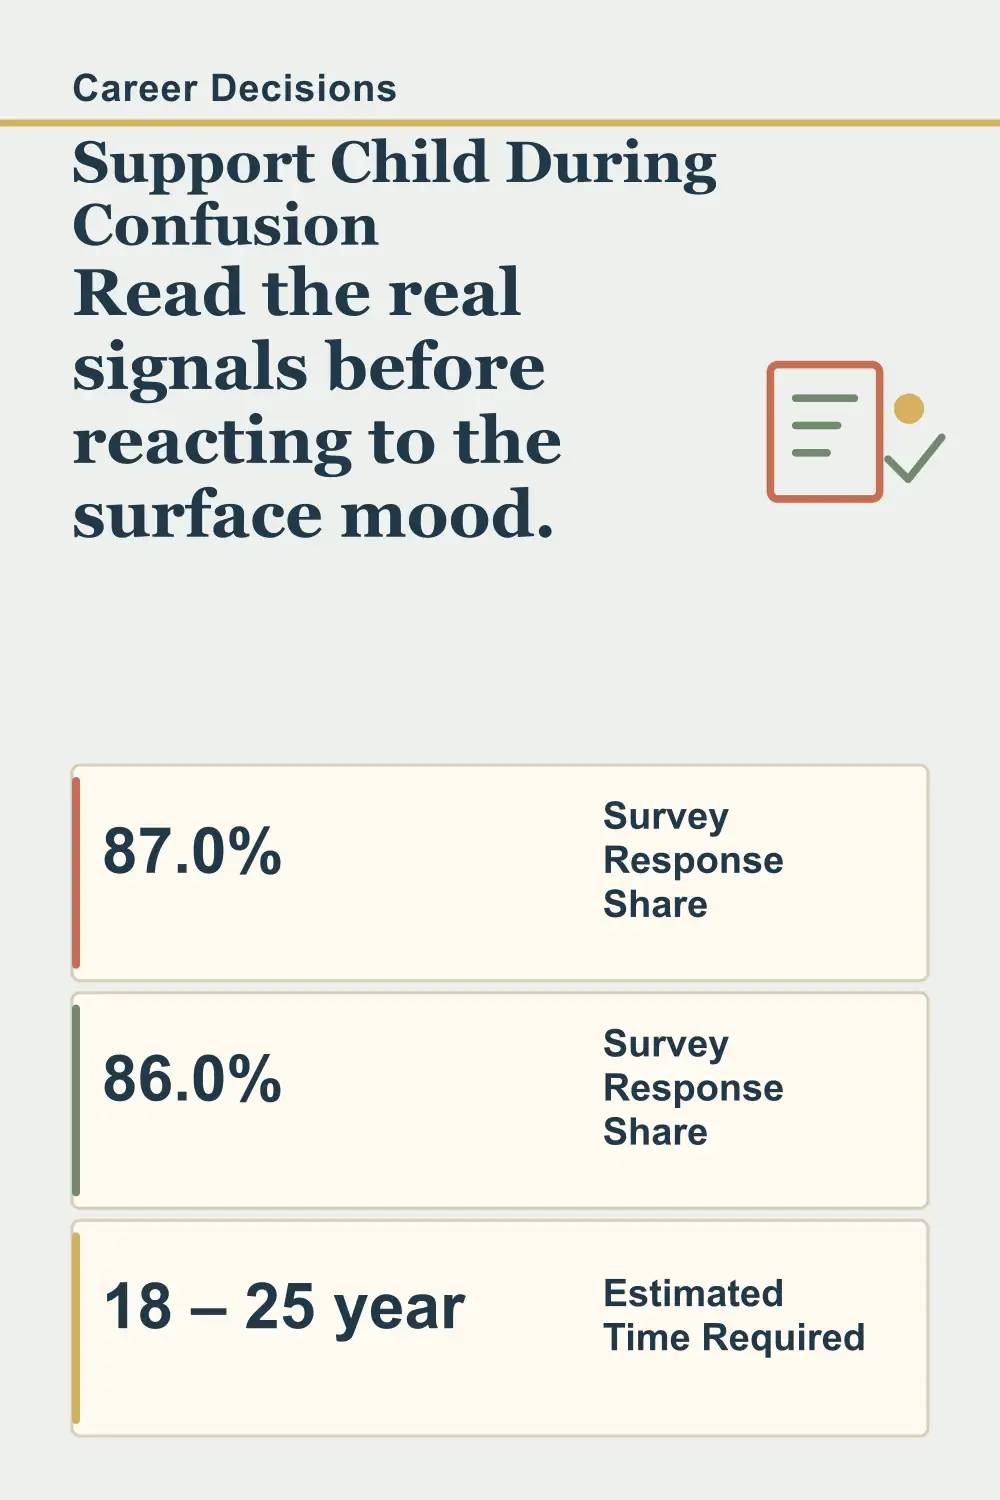 Career Decisions
Support Child During
Confusion
Read the real
signals before
reacting to the
surface mood.
87.0%
Survey
Response
Share
86.0%
Survey
Response
Share
18 – 25 year
Estimated
Time Required